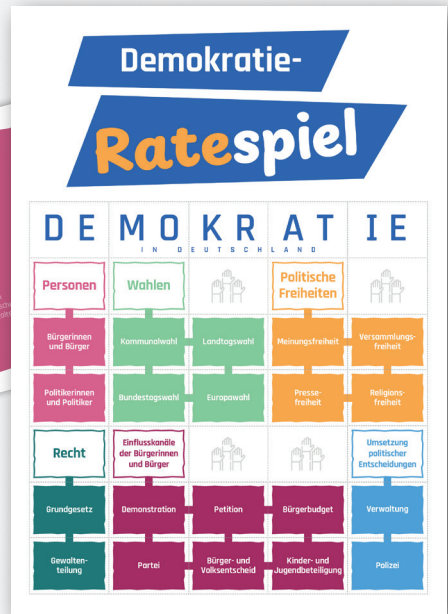 Demokratie-
Ratespiel
DEMOKRATIE
IN DEUTSCHLAND
Personen
Wahlen
Politische
Freiheiten
Bürgerinnen
und Bürger
Kommunalwahl
Landtagswahl
Meinungsfreiheit
Versammlungs-
freiheit
Politikerinnen
und Politiker
Bundestagswahl
Europawahl
Presse-
freiheit
Religions-
freiheit
Recht
Einflusskanäle
der Bürgerinnen
und Bürger
Umsetzung
politischer
Entscheidungen
Grundgesetz
Demonstration
Petition
Bürgerbudget
Verwaltung
Gewalten-
teilung
Partei
Bürger- und
Volksentscheid
Kinder- und
Jugendbeteiligung
Polizei